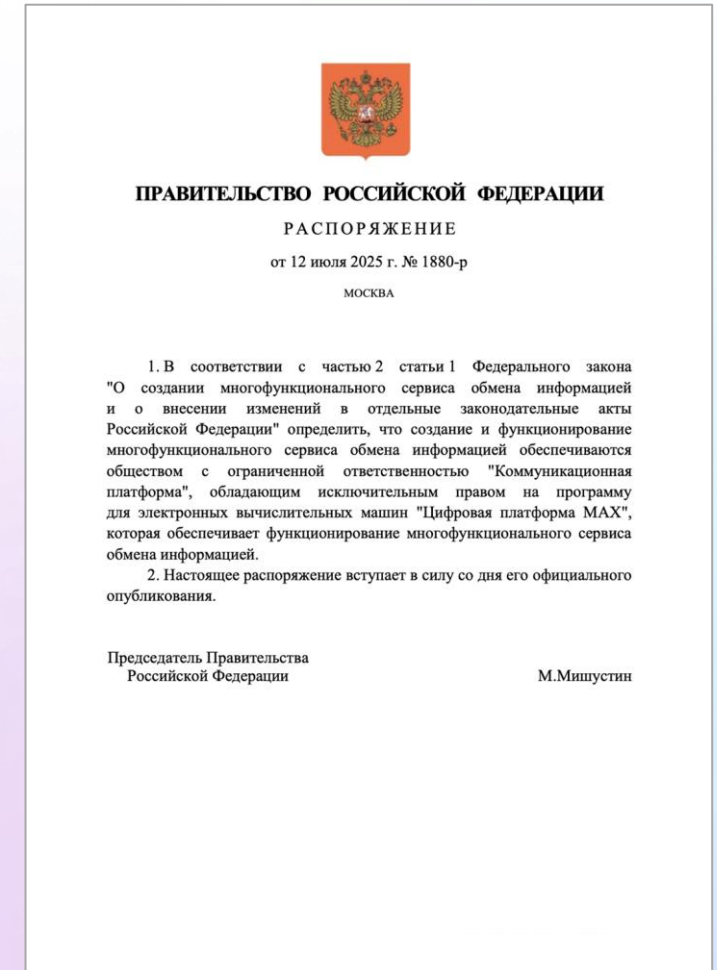 ПРАВИТЕЛЬСТВО РОССИЙСКОЙ ФЕДЕРАЦИИ
РАСПОРЯЖЕНИЕ
от 12 июля 2025 г. № 1880-р
МОСКВА
1. В соответствии с частью 2 статьи 1 Федерального закона
"О создании многофункционального сервиса обмена информацией
и о внесении изменений в отдельные законодательные акты
Российской Федерации" определить, что создание и функционирование
многофункционального сервиса обмена информацией обеспечиваются
обществом с ограниченной ответственностью "Коммуникационная
платформа", обладающим исключительным правом на программу
для электронных вычислительных машин "Цифровая платформа MAX",
которая обеспечивает функционирование многофункционального сервиса
обмена информацией.
2. Настоящее распоряжение вступает в силу со дня его официального
опубликования.
Председатель Правительства
Российской Федерации М.Мишустин